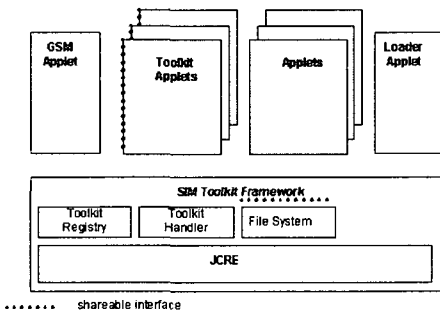 GSM
Applet
Toolkit
Applets
Applets
Loader
Applet
SIM Toolkit Framework
Toolkit
Registry
Toolkit
Handler
File System
JCRE
shareable interface